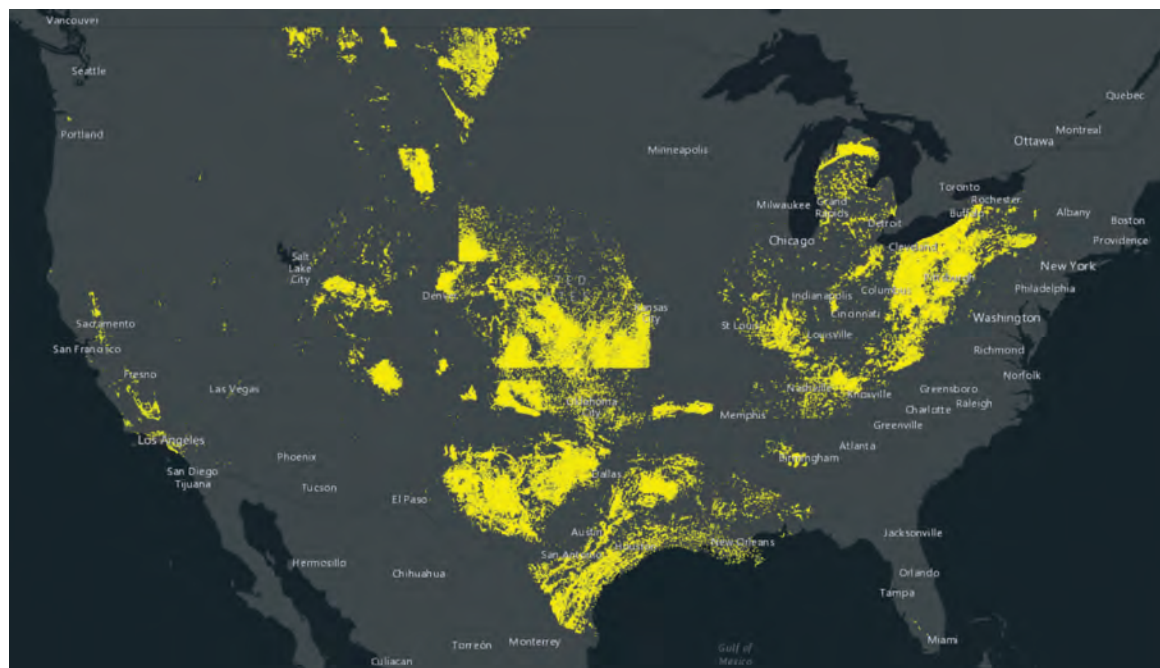 Vancouver
Seattle
Quebec
Montreal
Ottawa
Portland
Minneapolis
Toronto
Rochester
Milwaukee
Grand
Rapids
Albany
Buffalo
Boston
Detroit
Chicago
Providence
Cleveland
Salt
Lake
City
New York
Denver
Columbus
Indianapolis
Philadelphia
Cincinnati
Sacramento
St Louis
Washington
Louisville
San Francisco
Richmond
Fresno
Norfolk
Las Vegas
Nashville
Knoxville
Greensboro
Raleigh
Oklahoma
City
Memphis
Charlotte
Greenville
Los Angeles
Atlanta
Phoenix
Birmingham
San Diego
Tijuana
Dallas
Tucson
El Paso
Austin
Jacksonville
New Orleans
San Antonio
Hermosillo
Chihuahua
Orlando
Tampa
Torreón
Monterrey
Miami
Gulf of
Mexico
Culiacan